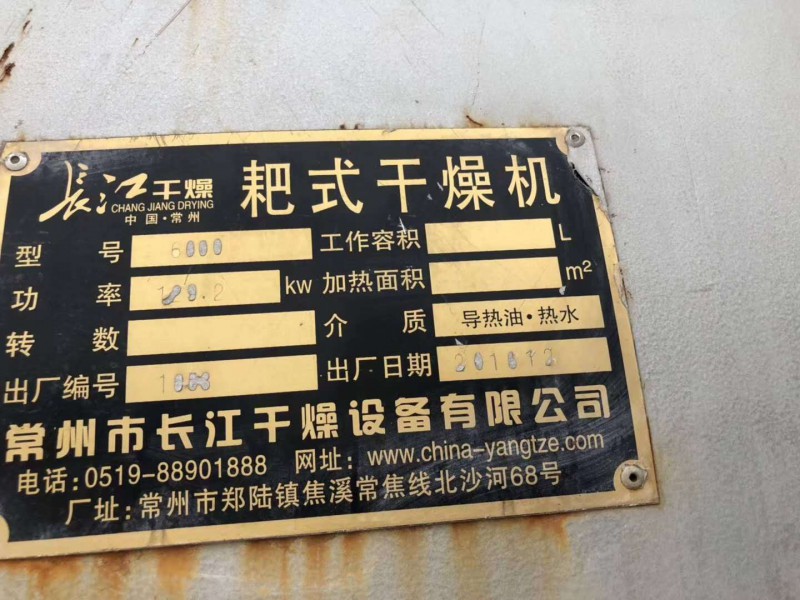 长江干燥 耙式干燥机
CHANG JIANG DRYING
中国·常州
型号 6000 工作容积 L
功率 kw 加热面积 m²
转数 介质 导热油·热水
出厂编号 出厂日期 201012
常州市长江干燥设备有限公司
电话:0519-88901888 网址: www.china-yangtze.com
厂址:常州市郑陆镇焦溪常焦线北沙河68号